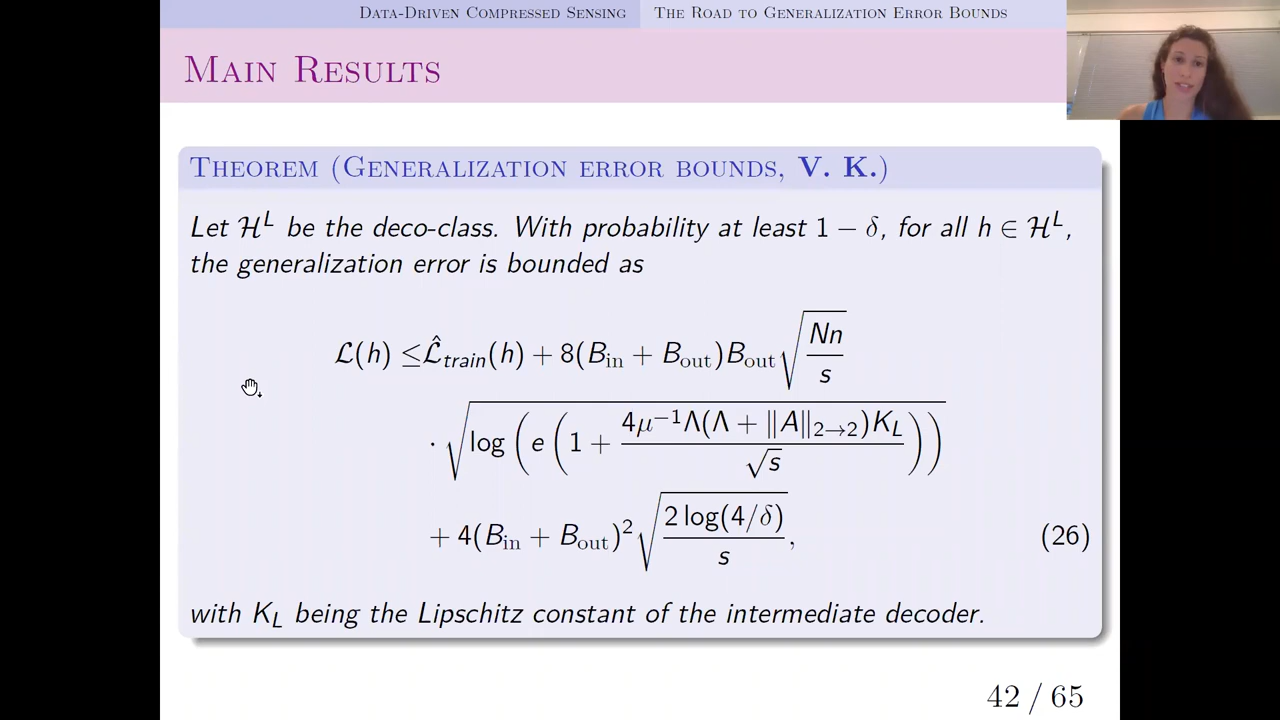 DATA-DRIVEN COMPRESSED SENSING THE ROAD TO GENERALIZATION ERROR BOUNDS
MAIN RESULTS
THEOREM (GENERALIZATION ERROR BOUNDS, V. K.)
Let ℋ^L be the deco-class. With probability at least 1 − δ, for all h ∈ ℋ^L,
the generalization error is bounded as
ℒ(h) ≤ ℒ̂_train(h) + 8(B_in + B_out)B_out √(Nn/s)
· √(log(e(1 + (4μ^−1Λ(Λ + ‖A‖_2→2)K_L)/√s)))
+ 4(B_in + B_out)^2 √(2 log(4/δ)/s), (26)
with K_L being the Lipschitz constant of the intermediate decoder.
42 / 65